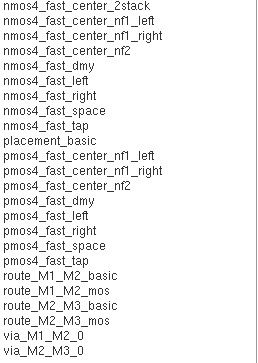 nmos4_fast_center_2stack
nmos4_fast_center_nf1_left
nmos4_fast_center_nf1_right
nmos4_fast_center_nf2
nmos4_fast_dmy
nmos4_fast_left
nmos4_fast_right
nmos4_fast_space
nmos4_fast_tap
placement_basic
pmos4_fast_center_nf1_left
pmos4_fast_center_nf1_right
pmos4_fast_center_nf2
pmos4_fast_dmy
pmos4_fast_left
pmos4_fast_right
pmos4_fast_space
pmos4_fast_tap
route_M1_M2_basic
route_M1_M2_mos
route_M2_M3_basic
route_M2_M3_mos
via_M1_M2_0
via_M2_M3_0